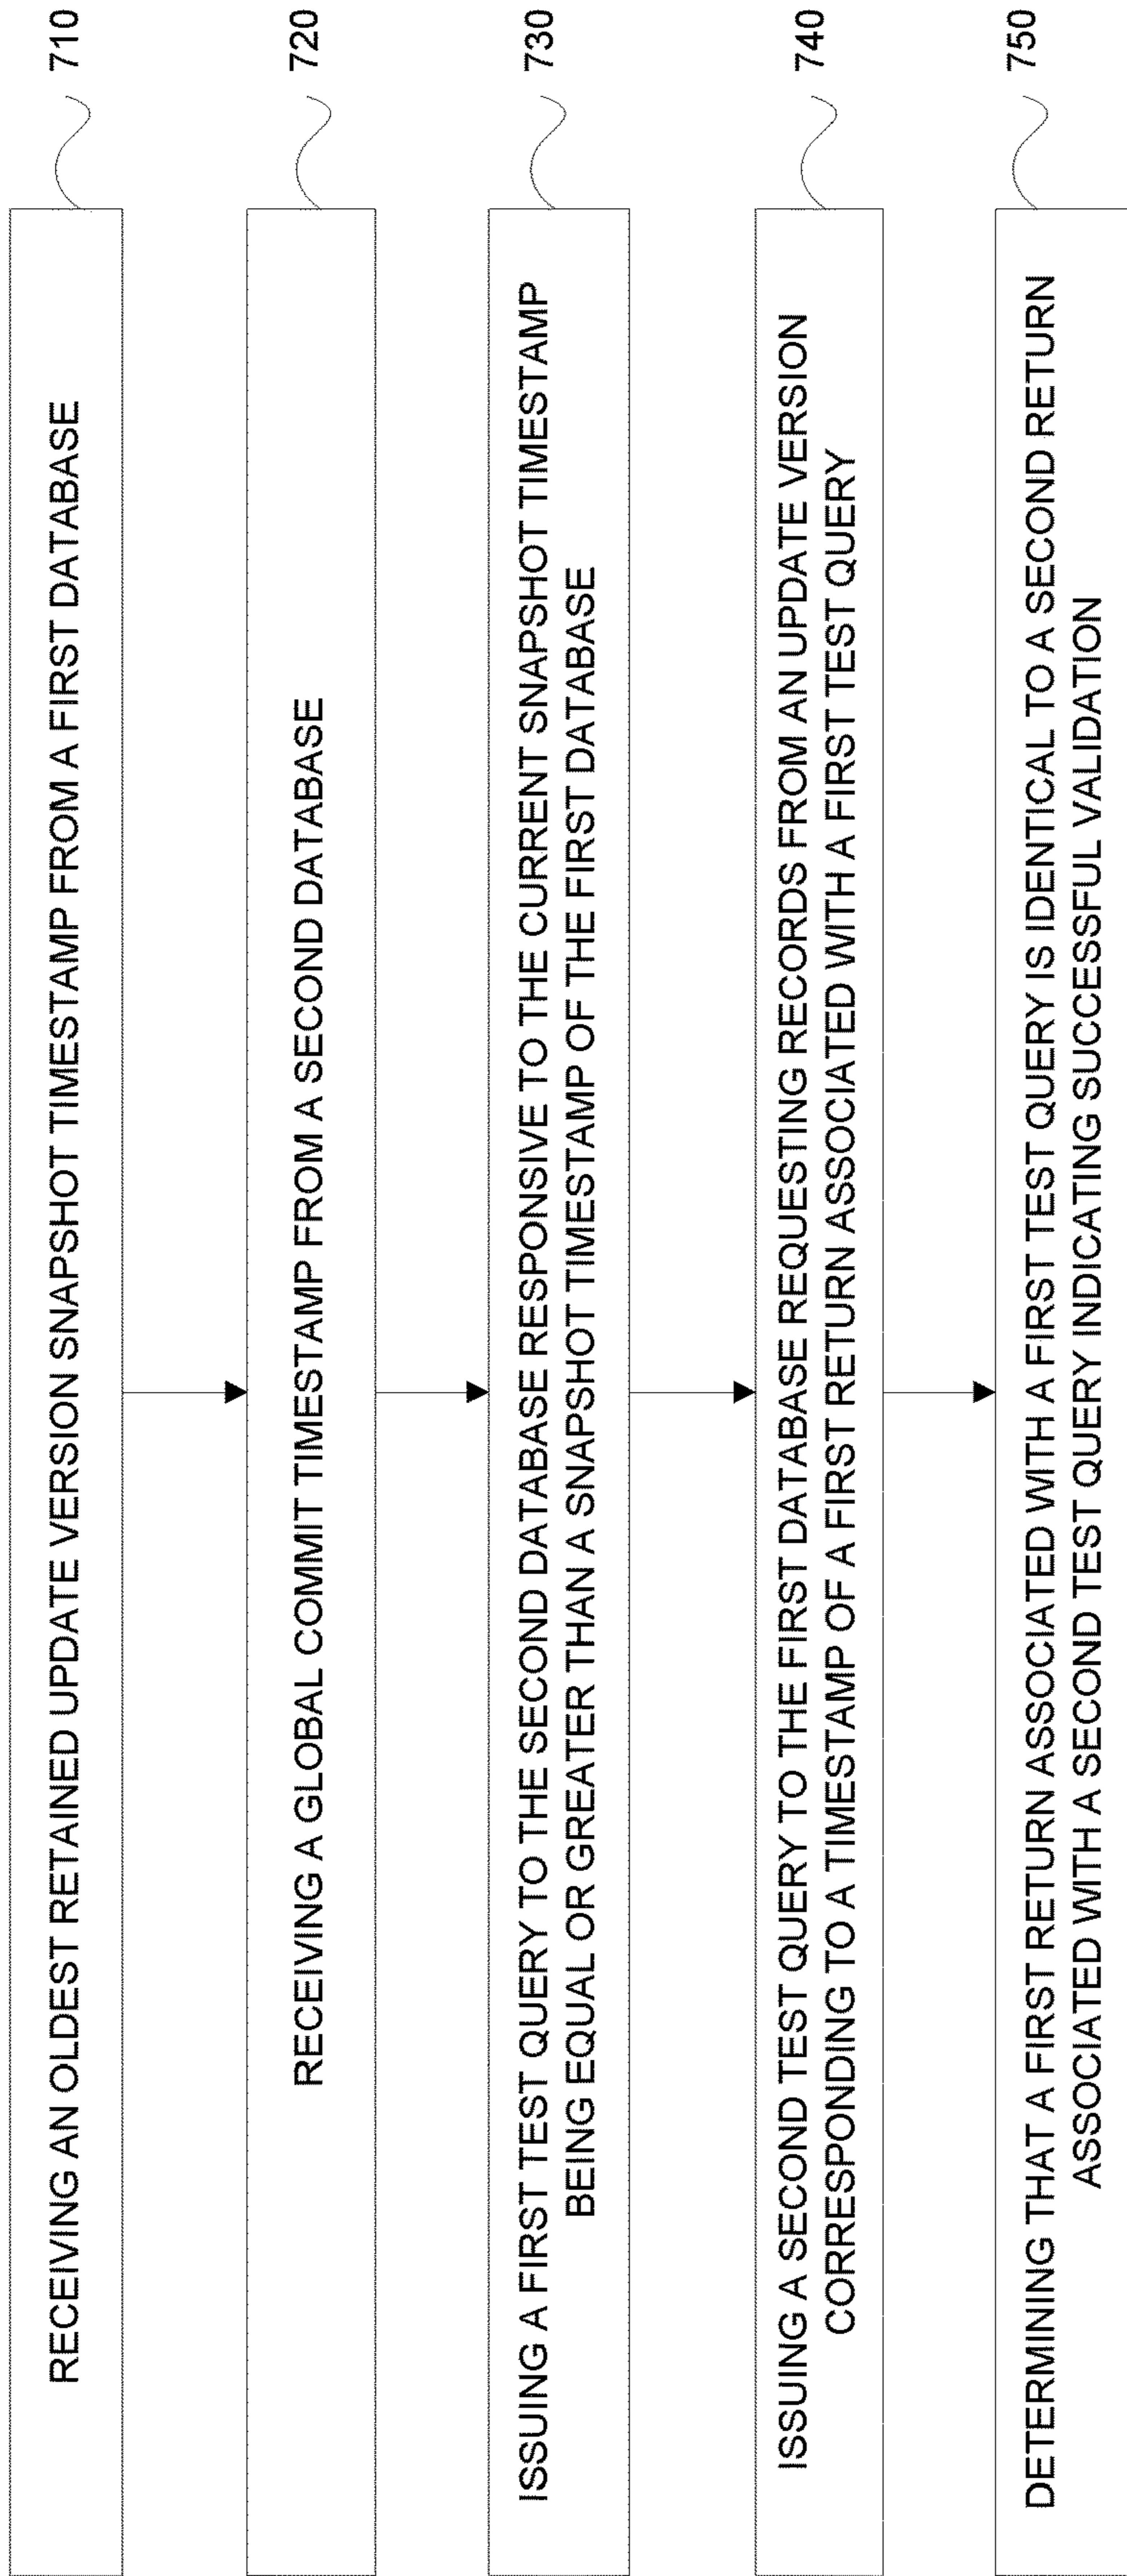 RECEIVING AN OLDEST RETAINED UPDATE VERSION SNAPSHOT TIMESTAMP FROM A FIRST DATABASE
710
RECEIVING A GLOBAL COMMIT TIMESTAMP FROM A SECOND DATABASE
720
ISSUING A FIRST TEST QUERY TO THE SECOND DATABASE RESPONSIVE TO THE CURRENT SNAPSHOT TIMESTAMP
BEING EQUAL OR GREATER THAN A SNAPSHOT TIMESTAMP OF THE FIRST DATABASE
730
ISSUING A SECOND TEST QUERY TO THE FIRST DATABASE REQUESTING RECORDS FROM AN UPDATE VERSION
CORRESPONDING TO A TIMESTAMP OF A FIRST RETURN ASSOCIATED WITH A FIRST TEST QUERY
740
DETERMINING THAT A FIRST RETURN ASSOCIATED WITH A FIRST TEST QUERY IS IDENTICAL TO A SECOND RETURN
ASSOCIATED WITH A SECOND TEST QUERY INDICATING SUCCESSFUL VALIDATION
750